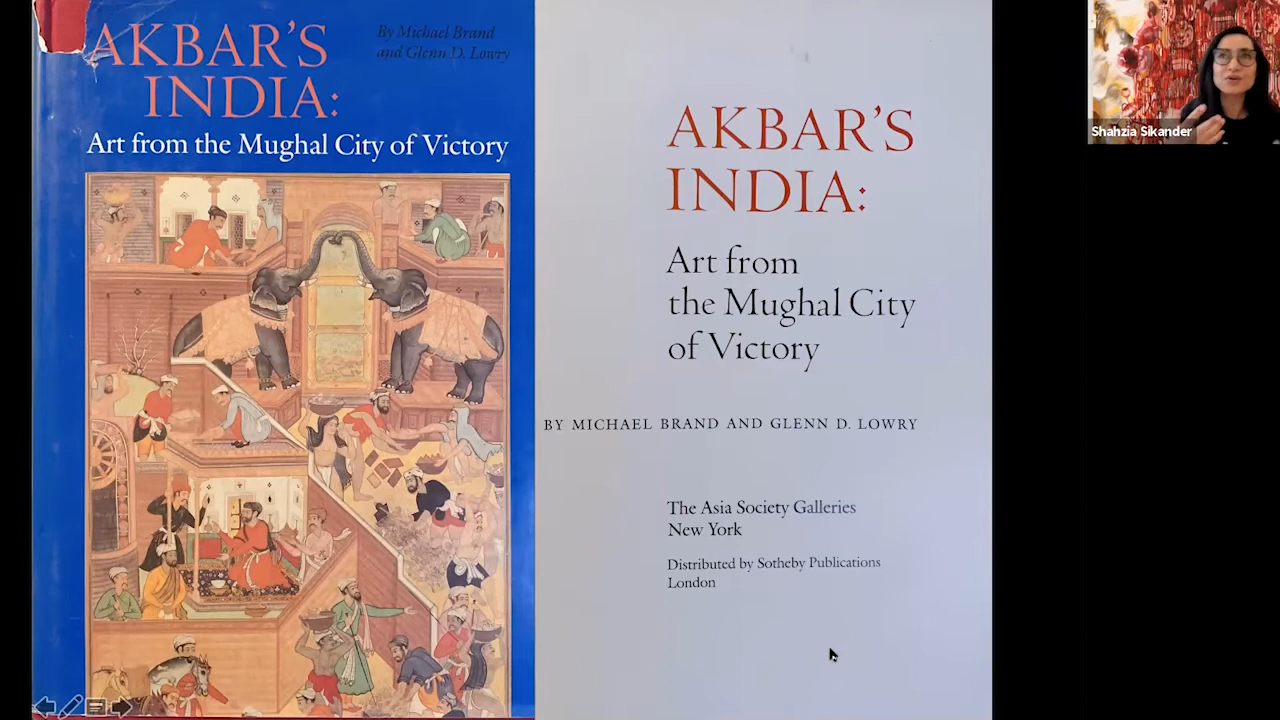 AKBAR'S
INDIA:
By Michael Brand
and Glenn D. Lowry
Art from the Mughal City of Victory
AKBAR'S
INDIA:
Art from
the Mughal City
of Victory
BY MICHAEL BRAND AND GLENN D. LOWRY
The Asia Society Galleries
New York
Distributed by Sotheby Publications
London
Shahzia Sikander